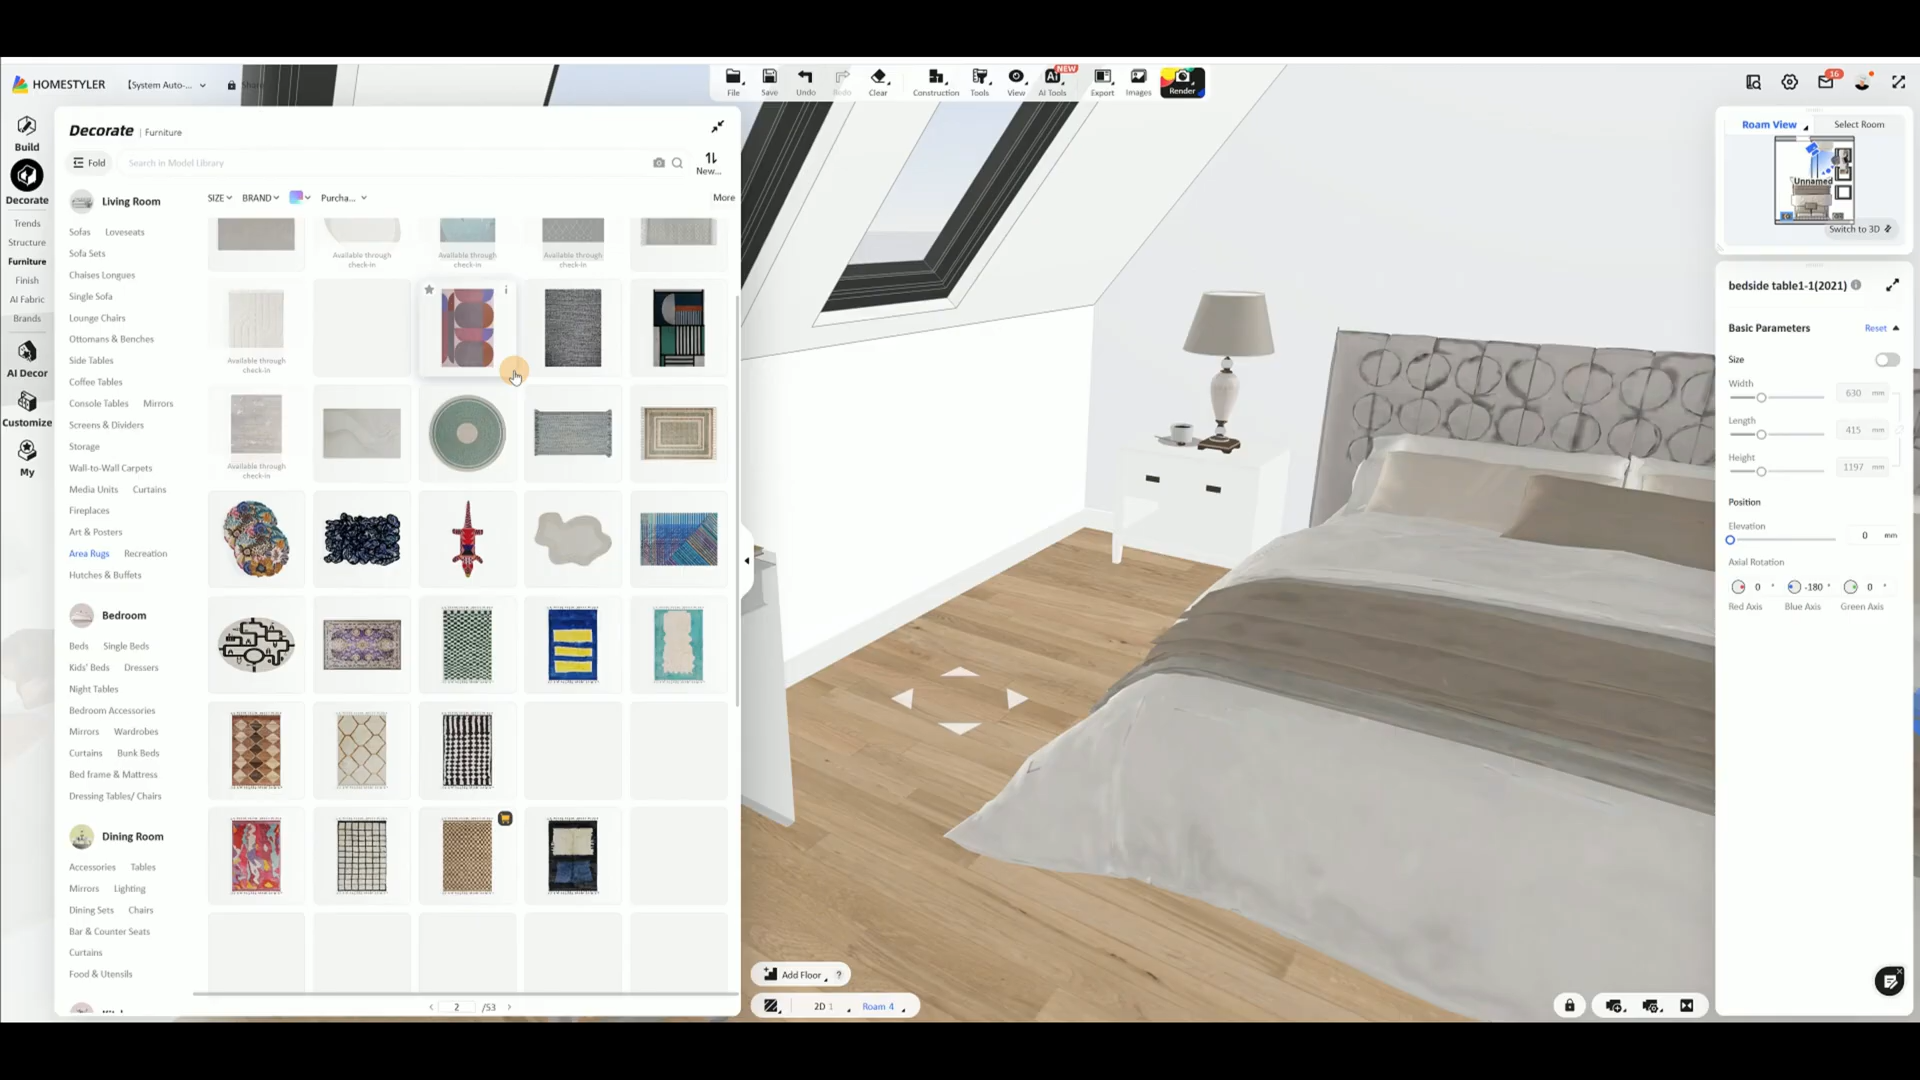 HOMESTYLER
[System Auto-...
File
Save
Undo
Redo
Clear
Construction
Tools
View
AI Tools
NEW
Export
Images
Render
16
Build
Decorate
Trends
Structure
Furniture
Finish
AI Fabric
Brands
AI Decor
Customize
My
Decorate | Furniture
Fold
Search in Model Library
New...
SIZE
BRAND
Purcha...
More
Living Room
Sofas Loveseats
Sofa Sets
Chaises Longues
Single Sofa
Lounge Chairs
Ottomans & Benches
Side Tables
Coffee Tables
Console Tables Mirrors
Screens & Dividers
Storage
Wall-to-Wall Carpets
Media Units Curtains
Fireplaces
Art & Posters
Area Rugs Recreation
Hutches & Buffets
Bedroom
Beds Single Beds
Kids' Beds Dressers
Night Tables
Bedroom Accessories
Mirrors Wardrobes
Curtains Bunk Beds
Bed frame & Mattress
Dressing Tables/ Chairs
Dining Room
Accessories Tables
Mirrors Lighting
Dining Sets Chairs
Bar & Counter Seats
Curtains
Food & Utensils
Available through
check-in
Available through
check-in
Available through
check-in
Available through
check-in
Available through
check-in
2 /53
Add Floor
?
2D 1
Roam 4
Roam View
Select Room
Unnamed
Switch to 3D
bedside table1-1(2021)
Basic Parameters
Reset
Size
Width
630 mm
Length
415 mm
Height
1197 mm
Position
Elevation
0 mm
Axial Rotation
0 ° -180 ° 0 °
Red Axis Blue Axis Green Axis